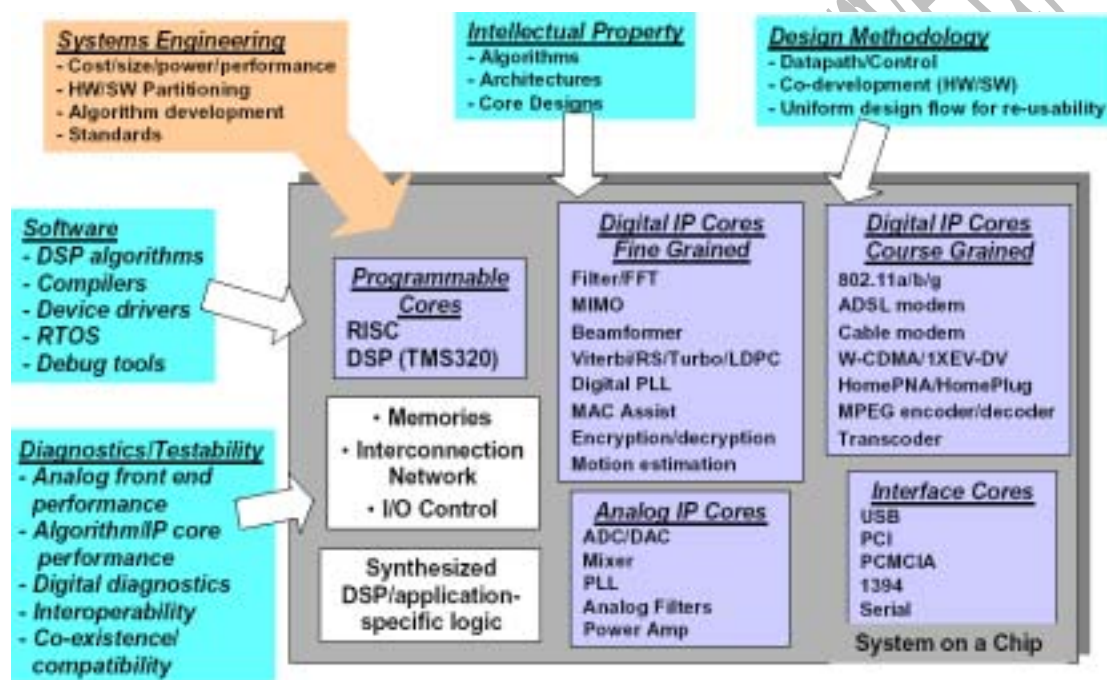 Systems Engineering
- Cost/size/power/performance
- HW/SW Partitioning
- Algorithm development
- Standards
Intellectual Property
- Algorithms
- Architectures
- Core Designs
Design Methodology
- Datapath/Control
- Co-development (HW/SW)
- Uniform design flow for re-usability
Software
- DSP algorithms
- Compilers
- Device drivers
- RTOS
- Debug tools
Diagnostics/Testability
- Analog front end
performance
- Algorithm/IP core
performance
- Digital diagnostics
- Interoperability
- Co-existence/
compatibility
Programmable
Cores
RISC
DSP (TMS320)
• Memories
• Interconnection
Network
• I/O Control
Synthesized
DSP/application-
specific logic
Digital IP Cores
Fine Grained
Filter/FFT
MIMO
Beamformer
Viterbi/RS/Turbo/LDPC
Digital PLL
MAC Assist
Encryption/decryption
Motion estimation
Analog IP Cores
ADC/DAC
Mixer
PLL
Analog Filters
Power Amp
Digital IP Cores
Course Grained
802.11a/b/g
ADSL modem
Cable modem
W-CDMA/1XEV-DV
HomePNA/HomePlug
MPEG encoder/decoder
Transcoder
Interface Cores
USB
PCI
PCMCIA
1394
Serial
System on a Chip